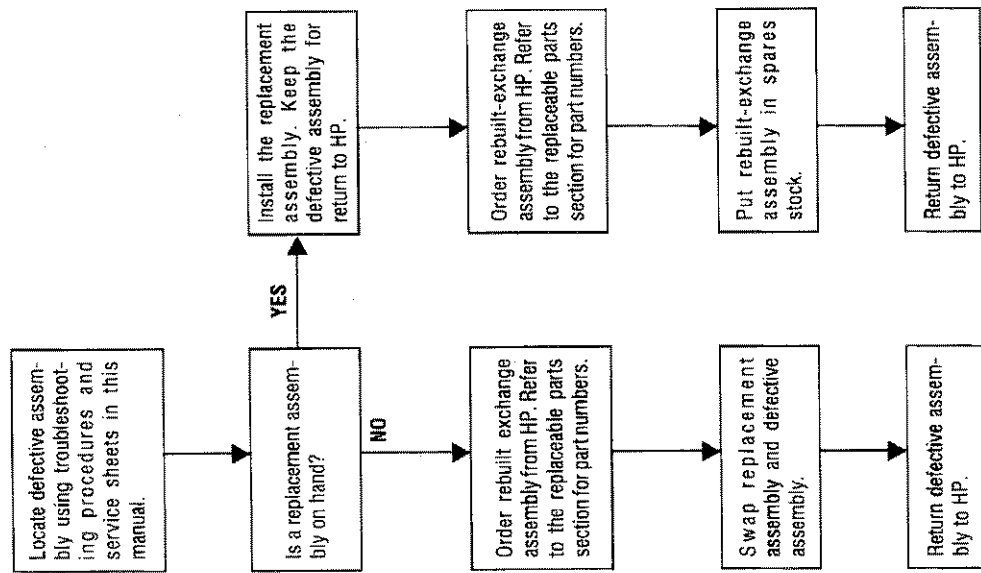 Locate defective assem-
bly using troubleshoot-
ing procedures and
service sheets in this
manual.
Is a replacement assem-
bly on hand?
YES
NO
Install the replacement
assembly. Keep the
defective assembly for
return to HP.
Order rebuilt exchange
assembly from HP. Refer
to the replaceable parts
section for part numbers.
Order rebuilt-exchange
assembly from HP. Refer
to the replaceable parts
section for part numbers.
Swap replacement
assembly and defective
assembly.
Put rebuilt-exchange
assembly in spares
stock.
Return defective assem-
bly to HP.
Return defective assem-
bly to HP.